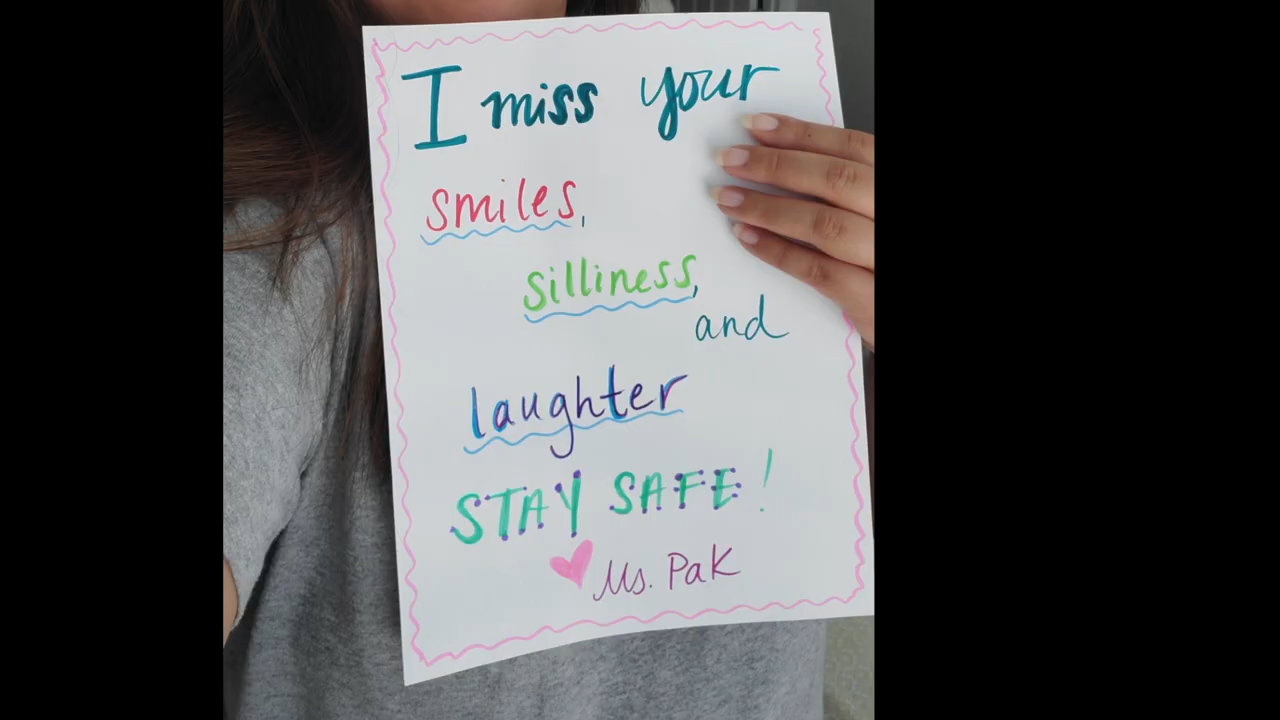 I miss your
smiles,
silliness,
and
laughter
STAY SAFE!
Ms. Pak